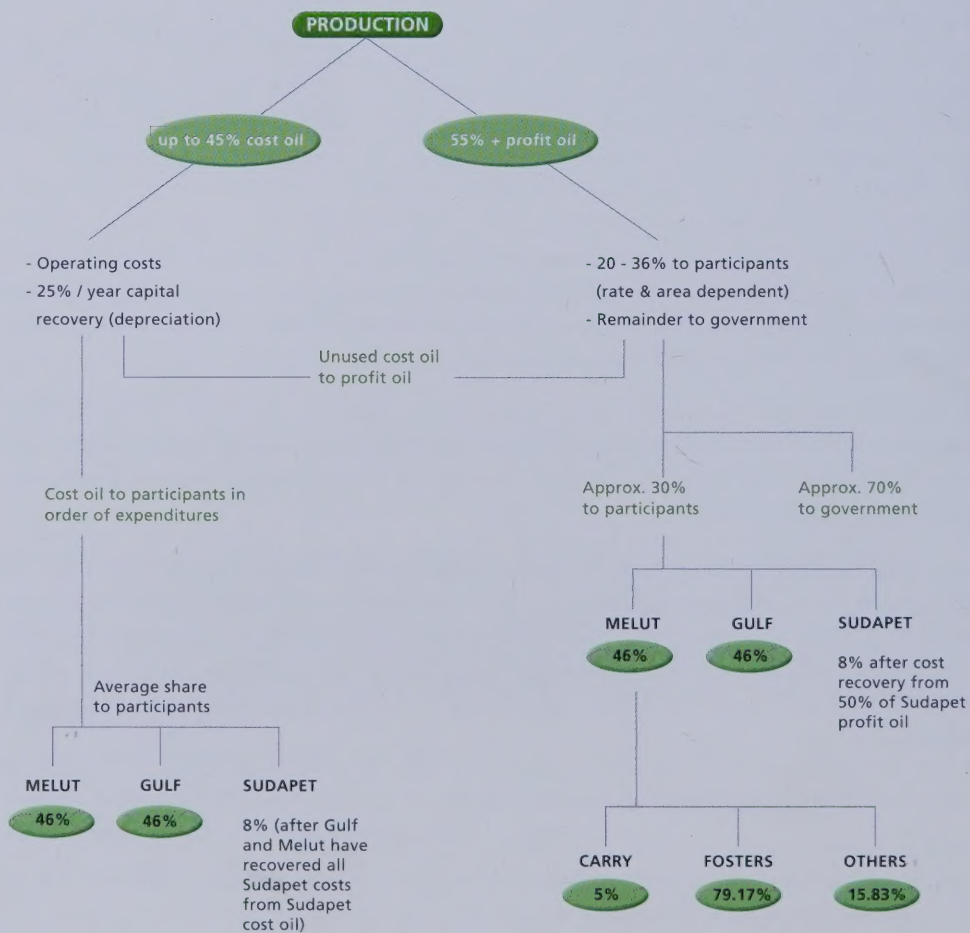 PRODUCTION
up to 45% cost oil
55% + profit oil
- Operating costs
- 25% / year capital
recovery (depreciation)
- 20 - 36% to participants
(rate & area dependent)
- Remainder to government
Unused cost oil
to profit oil
Cost oil to participants in
order of expenditures
Approx. 30%
to participants
Approx. 70%
to government
MELUT
46%
GULF
46%
SUDAPET
8% after cost
recovery from
50% of Sudapet
profit oil
Average share
to participants
MELUT
46%
GULF
46%
SUDAPET
8% (after Gulf
and Melut have
recovered all
Sudapet costs
from Sudapet
cost oil)
CARRY
5%
FOSTERS
79.17%
OTHERS
15.83%